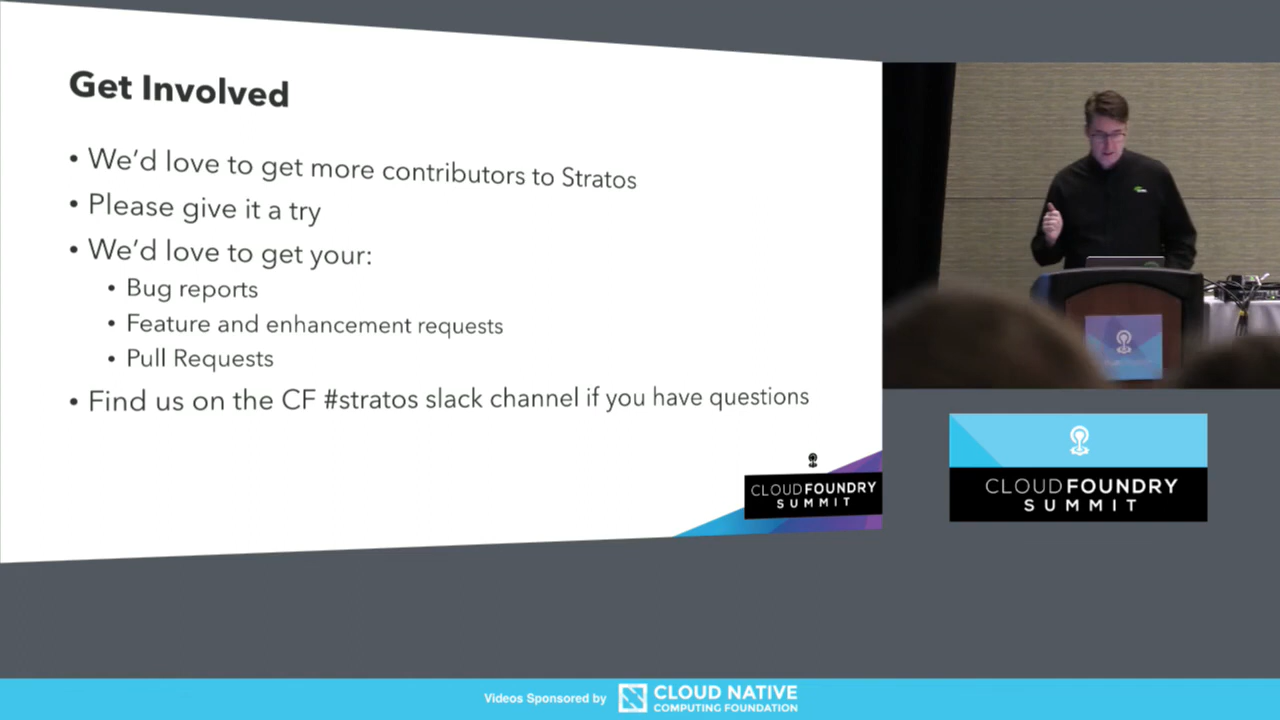 Get Involved
• We'd love to get more contributors to Stratos
• Please give it a try
• We'd love to get your:
• Bug reports
• Feature and enhancement requests
• Pull Requests
• Find us on the CF #stratos slack channel if you have questions
CLOUDFOUNDRY
SUMMIT
CLOUDFOUNDRY
SUMMIT
Videos Sponsored by
CLOUD NATIVE
COMPUTING FOUNDATION